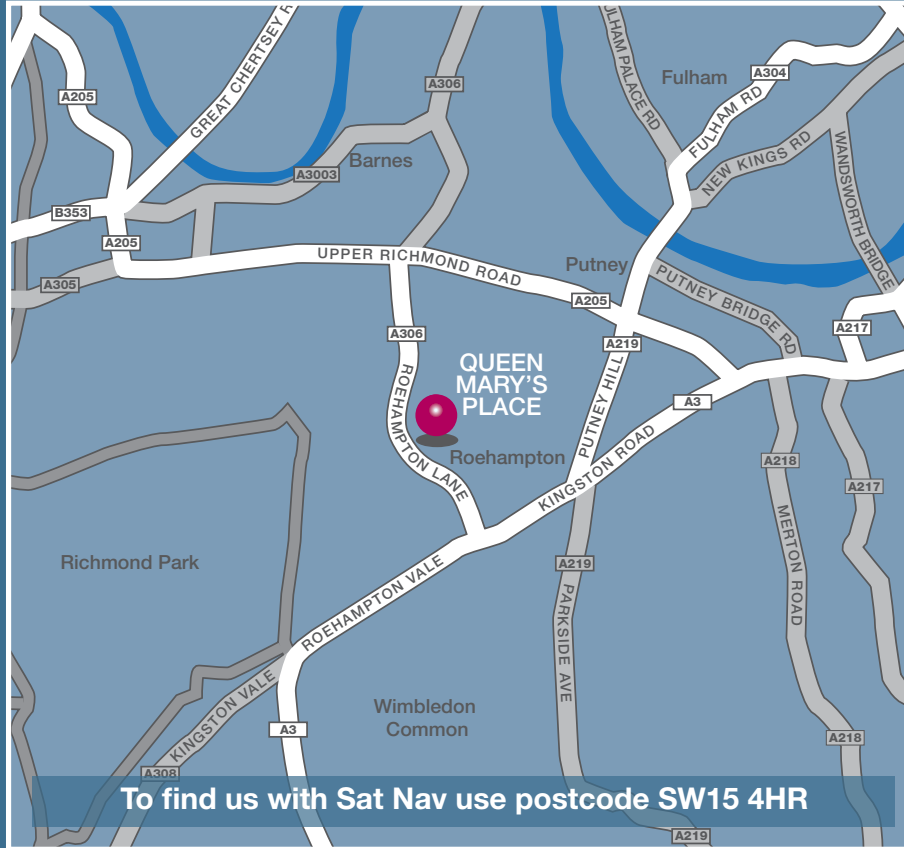 GREAT CHERTSEY R
ULHAM PALACE RD
Fulham
A304
A306
A205
FULHAM RD
NEW KINGS RD
WANDSWORTH BRIDGE
Barnes
A3003
B353
A205
UPPER RICHMOND ROAD
Putney
PUTNEY BRIDGE RD
A305
A205
A217
A306
A219
QUEEN
MARY'S
PLACE
ROEHAMPTON LANE
PUTNEY HILL
A3
Roehampton
KINGSTON ROAD
A218
A217
MERTON ROAD
Richmond Park
A219
ROEHAMPTON VALE
PARKSIDE AVE
KINGSTON VALE
Wimbledon
Common
A3
A218
A308
To find us with Sat Nav use postcode SW15 4HR
A219